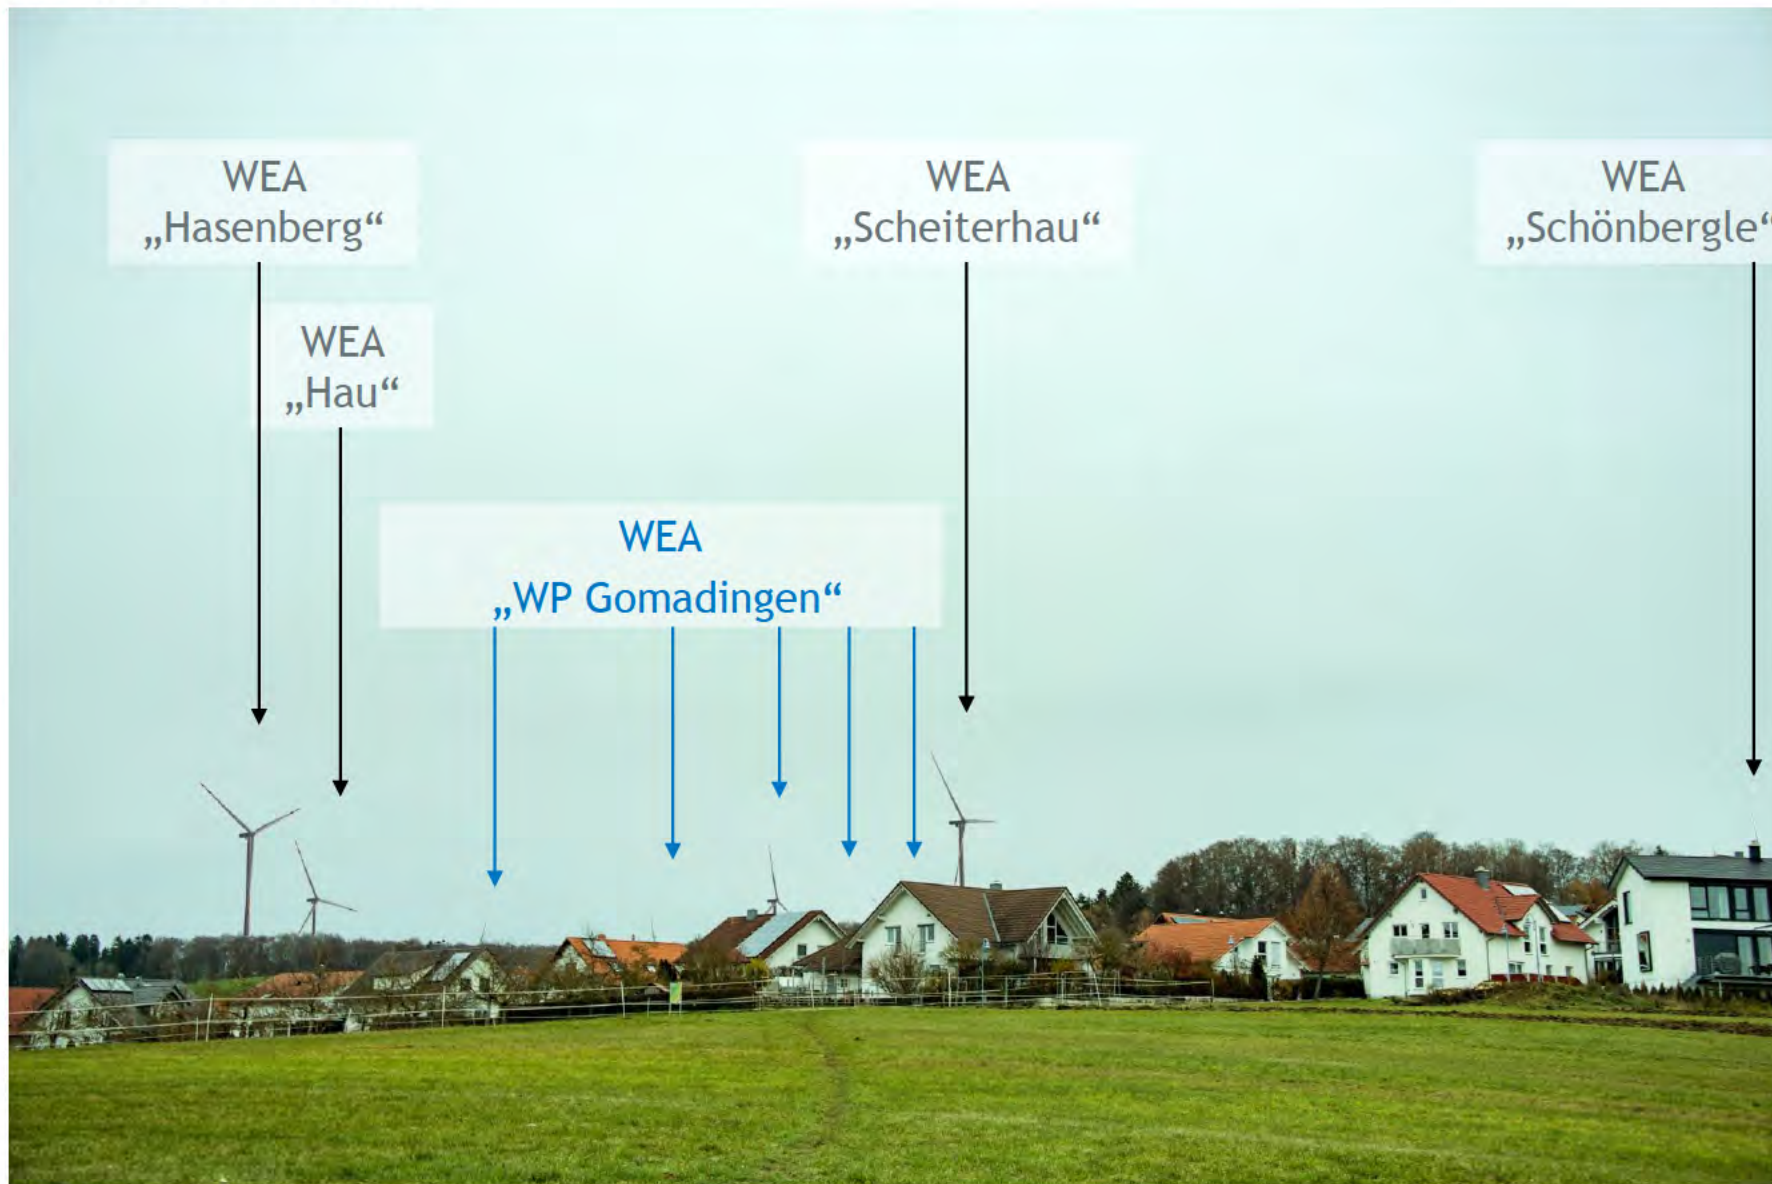 WEA
„Hasenberg“
WEA
„Hau“
WEA
„WP Gomadingen“
WEA
„Scheiterhau“
WEA
„Schönbergle“